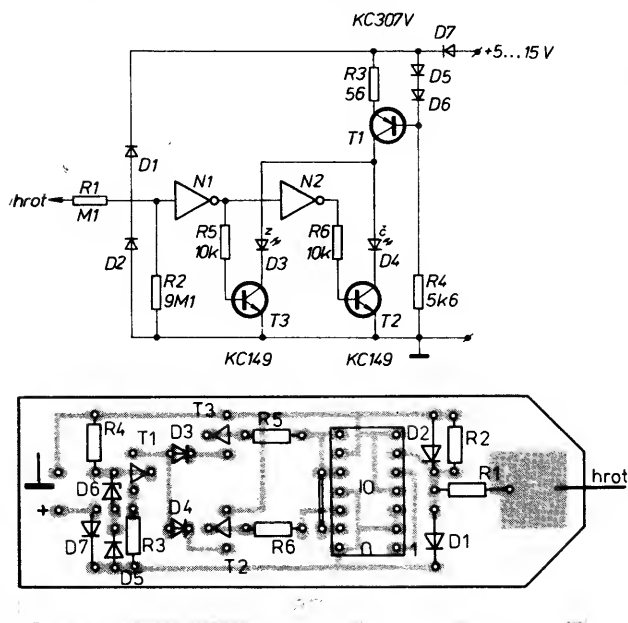 KC307V
D7
+5...15 V
R3
56
D5
D6
T1
D1
hrot
R1
M1
N1
N2
R5
10k
R6
10k
z
D3
č
D4
D2
R2
9M1
R4
5k6
T3
T2
KC149
KC149
R4
T1
D3
T3
R5
D2
R2
R1
hrot
D6
IO
+
D4
D7
R3
R6
D1
D5
T2
1